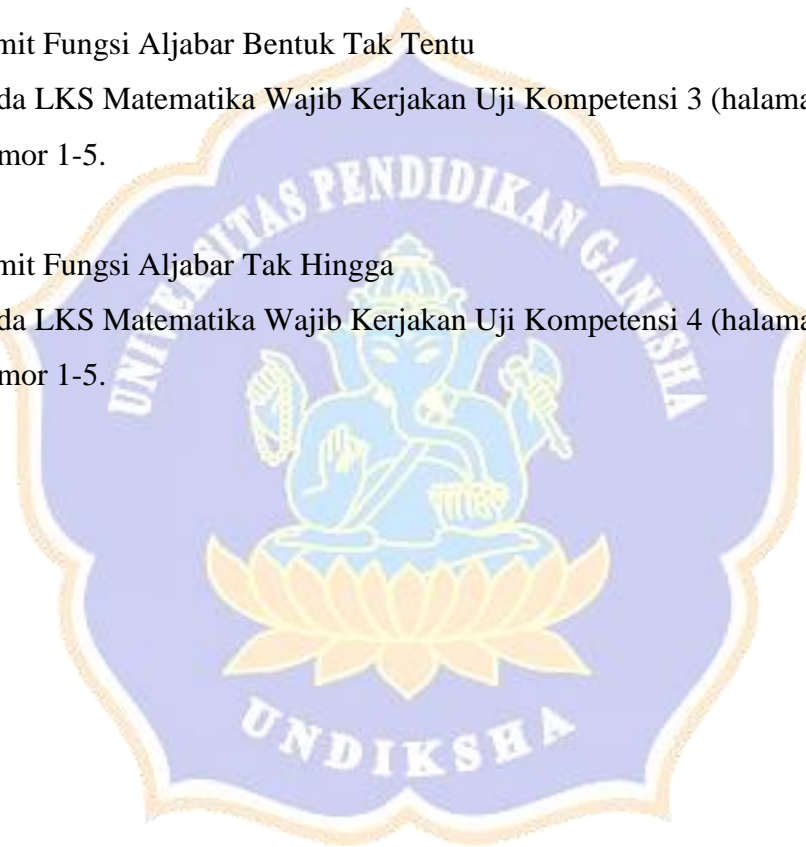 mit Fungsi Aljabar Bentuk Tak Tentu
da LKS Matematika Wajib Kerjakan Uji Kompetensi 3 (halama
mor 1-5.
UNIVERSITAS PENDIDIKAN GANESHA
mit Fungsi Aljabar Tak Hingga
da LKS Matematika Wajib Kerjakan Uji Kompetensi 4 (halama
mor 1-5.
UNDIKSHA